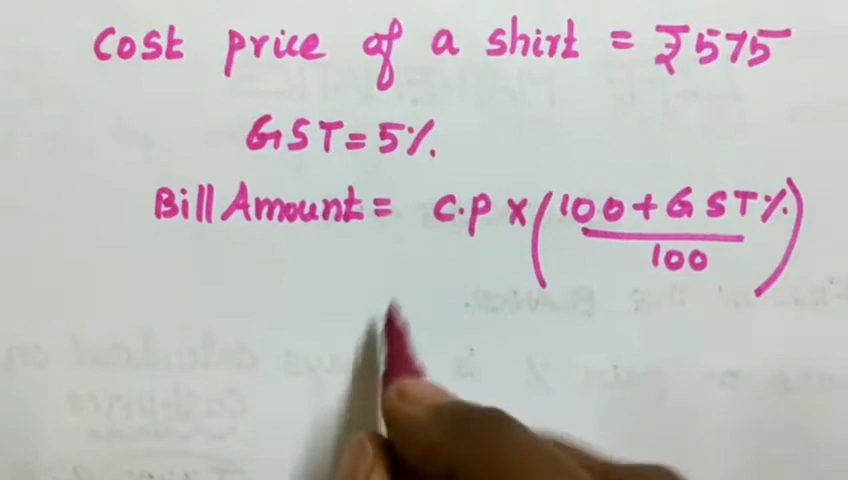 Cost price of a shirt = ₹575
GST = 5%.
Bill Amount = C.P × (100 + GST%
100)